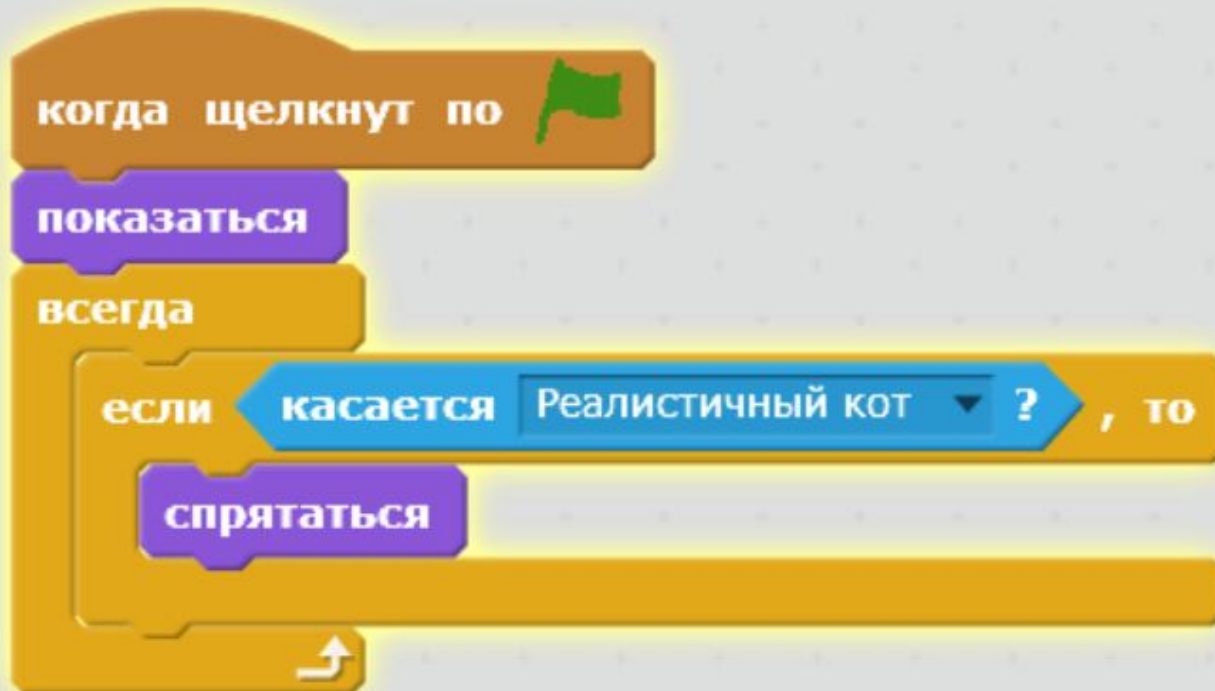 когда щелкнут по
показаться
всегда
если касается Реалистичный кот ? , то
спрятаться